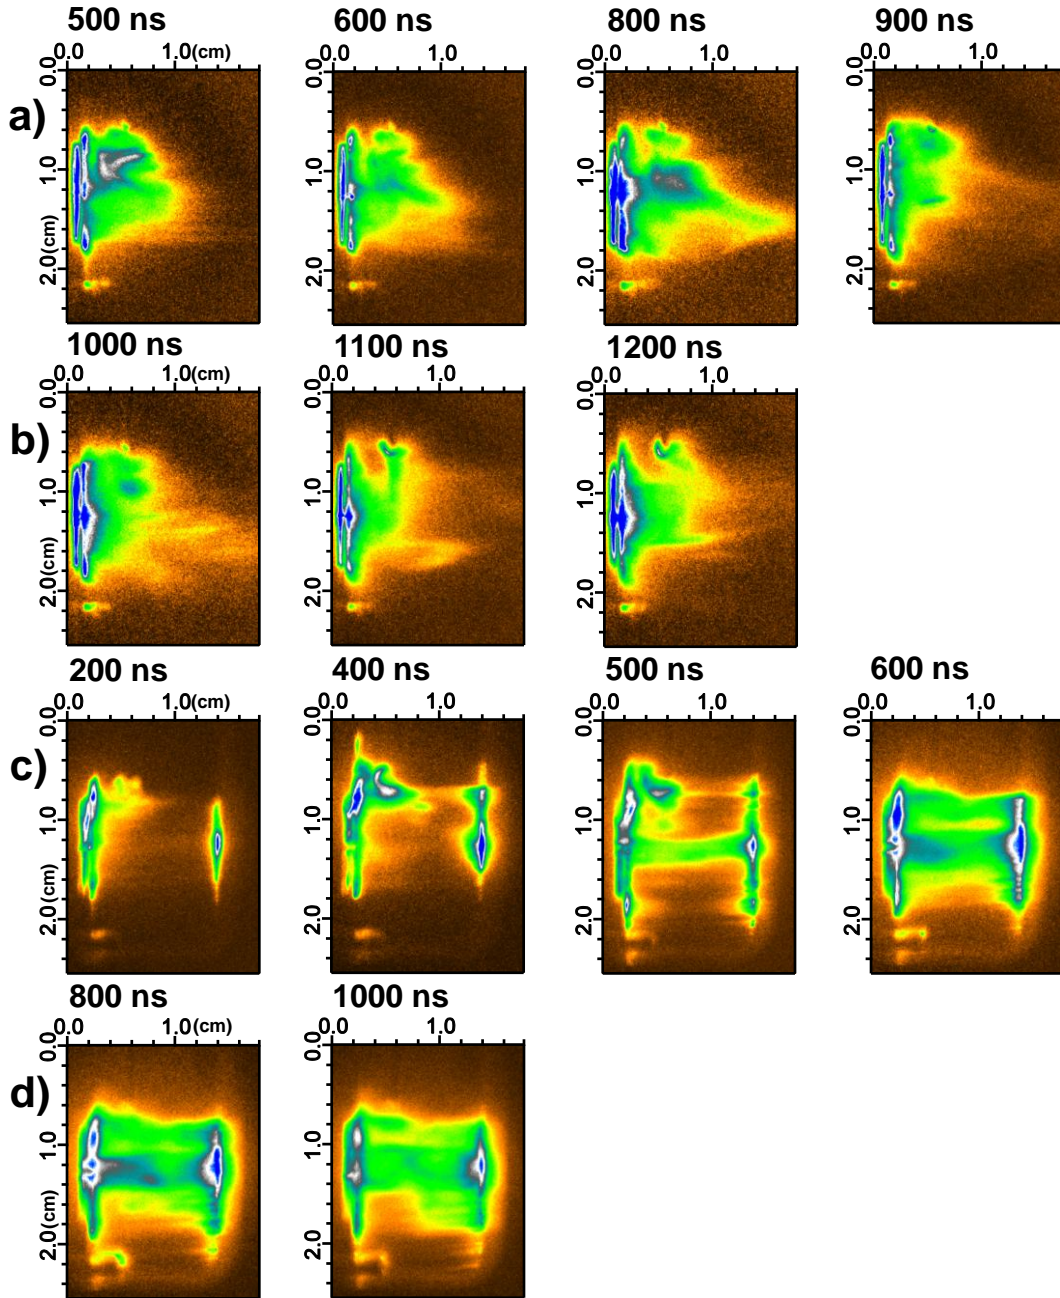 500 ns 600 ns 800 ns 900 ns
0.0 1.0(cm) 0.0 1.0 0.0 1.0 0.0 1.0
a)
0.0 1.0 2.0(cm) 0.0 1.0 2.0 0.0 1.0 2.0 0.0 1.0 2.0
1000 ns 1100 ns 1200 ns
0.0 1.0(cm) 0.0 1.0 0.0 1.0
b)
0.0 1.0 2.0(cm) 0.0 1.0 2.0 0.0 1.0 2.0
200 ns 400 ns 500 ns 600 ns
0.0 1.0(cm) 0.0 1.0 0.0 1.0 0.0 1.0
c)
0.0 1.0 2.0(cm) 0.0 1.0 2.0 0.0 1.0 2.0 0.0 1.0 2.0
800 ns 1000 ns
0.0 1.0(cm) 0.0 1.0
d)
0.0 1.0 2.0(cm) 0.0 1.0 2.0